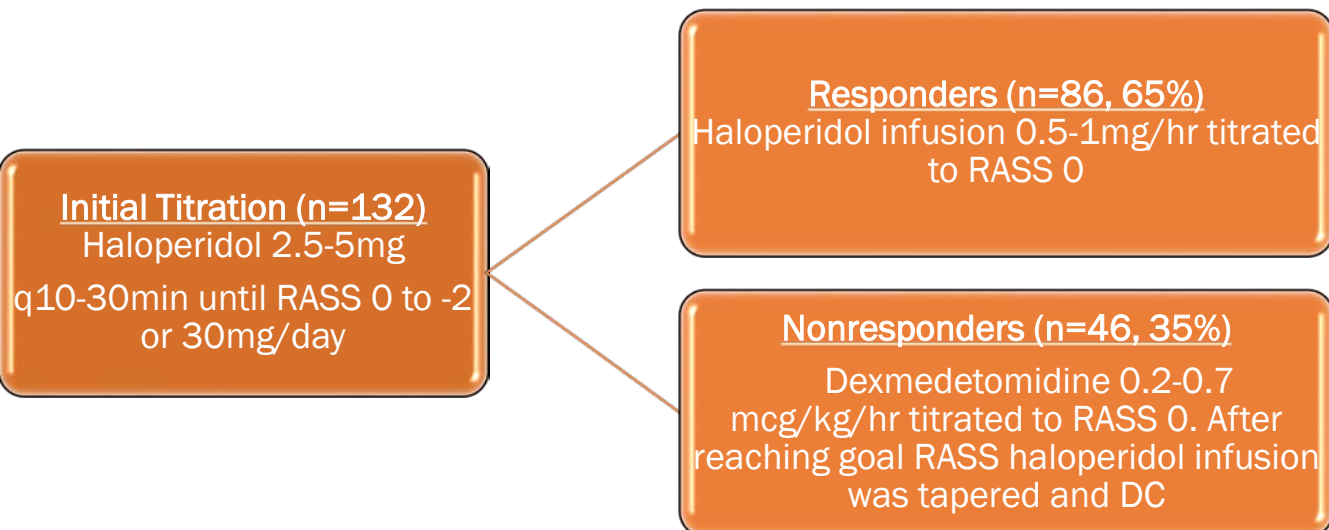 Initial Titration (n=132)
Haloperidol 2.5-5mg
q10-30min until RASS 0 to -2
or 30mg/day
Responders (n=86, 65%)
Haloperidol infusion 0.5-1mg/hr titrated
to RASS 0
Nonresponders (n=46, 35%)
Dexmedetomidine 0.2-0.7
mcg/kg/hr titrated to RASS 0. After
reaching goal RASS haloperidol infusion
was tapered and DC